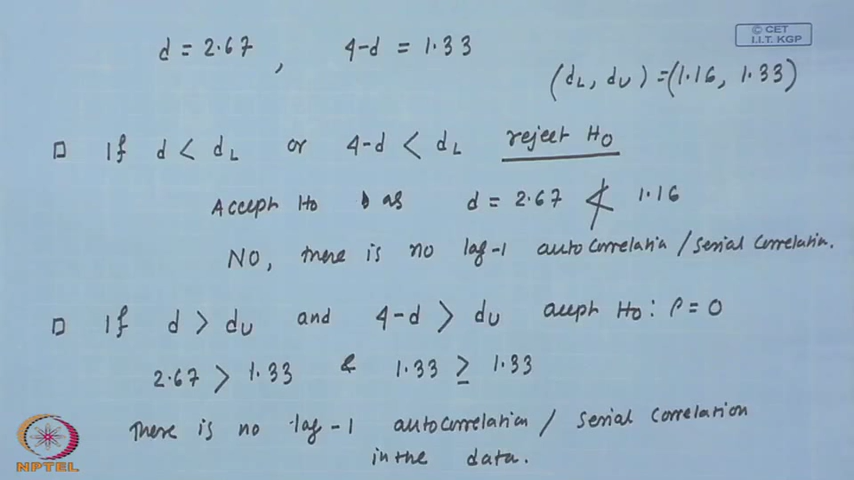 © CET
I.I.T. KGP
d = 2.67 , 4-d = 1.33
(dL, dU) = (1.16, 1.33)
□ If d < dL or 4-d < dL reject H0
Accept H0 as d = 2.67 ≮ 1.16
NO, there is no lag-1 autocorrelation / serial correlation.
□ If d > dU and 4-d > dU accept H0: ρ = 0
2.67 > 1.33 & 1.33 ≥ 1.33
There is no lag-1 autocorrelation / serial correlation
in the data.
NPTEL